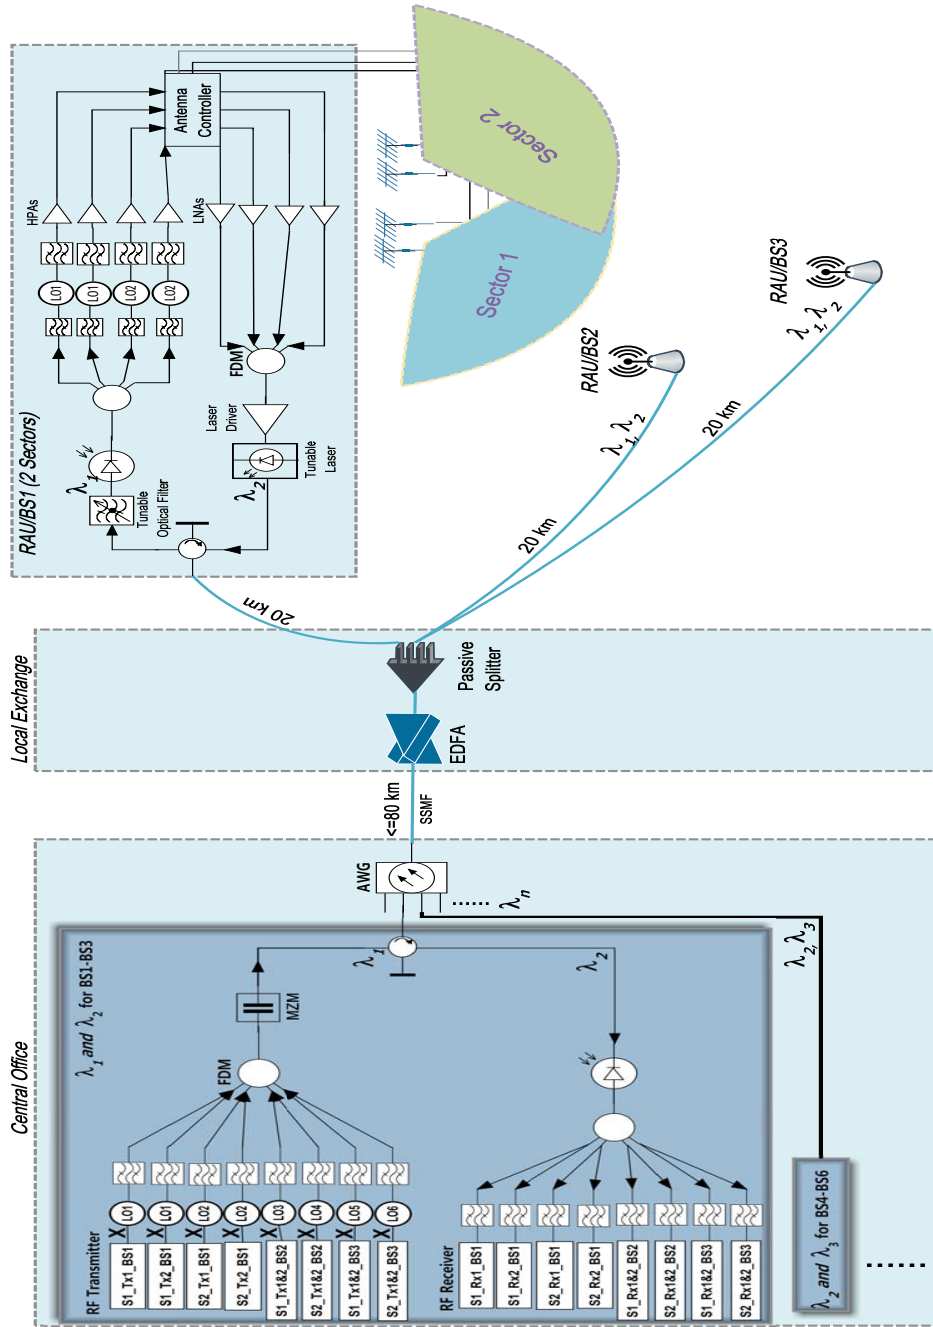 Central Office
λ1 and λ2 for BS1-BS3
RF Transmitter
S1_Tx1_BS1
X
LO1
S1_Tx2_BS1
X
LO1
S2_Tx1_BS1
X
LO2
S2_Tx2_BS1
X
LO2
S1_Tx1&2_BS2
X
LO3
S2_Tx1&2_BS2
X
LO4
S1_Tx1&2_BS3
X
LO5
S2_Tx1&2_BS3
X
LO6
FDM
MZM
λ1
λ2
RF Receiver
S1_Rx1_BS1
S1_Rx2_BS1
S2_Rx1_BS1
S2_Rx2_BS1
S1_Rx1&2_BS2
S2_Rx1&2_BS2
S1_Rx1&2_BS3
S2_Rx1&2_BS3
AWG
...... λn
λ2, λ3
λ2 and λ3 for BS4-BS6
.......
<=80 km
SSMF
Local Exchange
EDFA
Passive
Splitter
20 km
20 km
20 km
RAU/BS1 (2 Sectors)
Tunable
Optical Filter
λ1
LO1
LO1
LO2
LO2
HPAs
Antenna
Controller
LNAs
FDM
Laser
Driver
Tunable
Laser
λ2
Sector 1
Sector 2
RAU/BS2
λ1, λ2
RAU/BS3
λ1, λ2